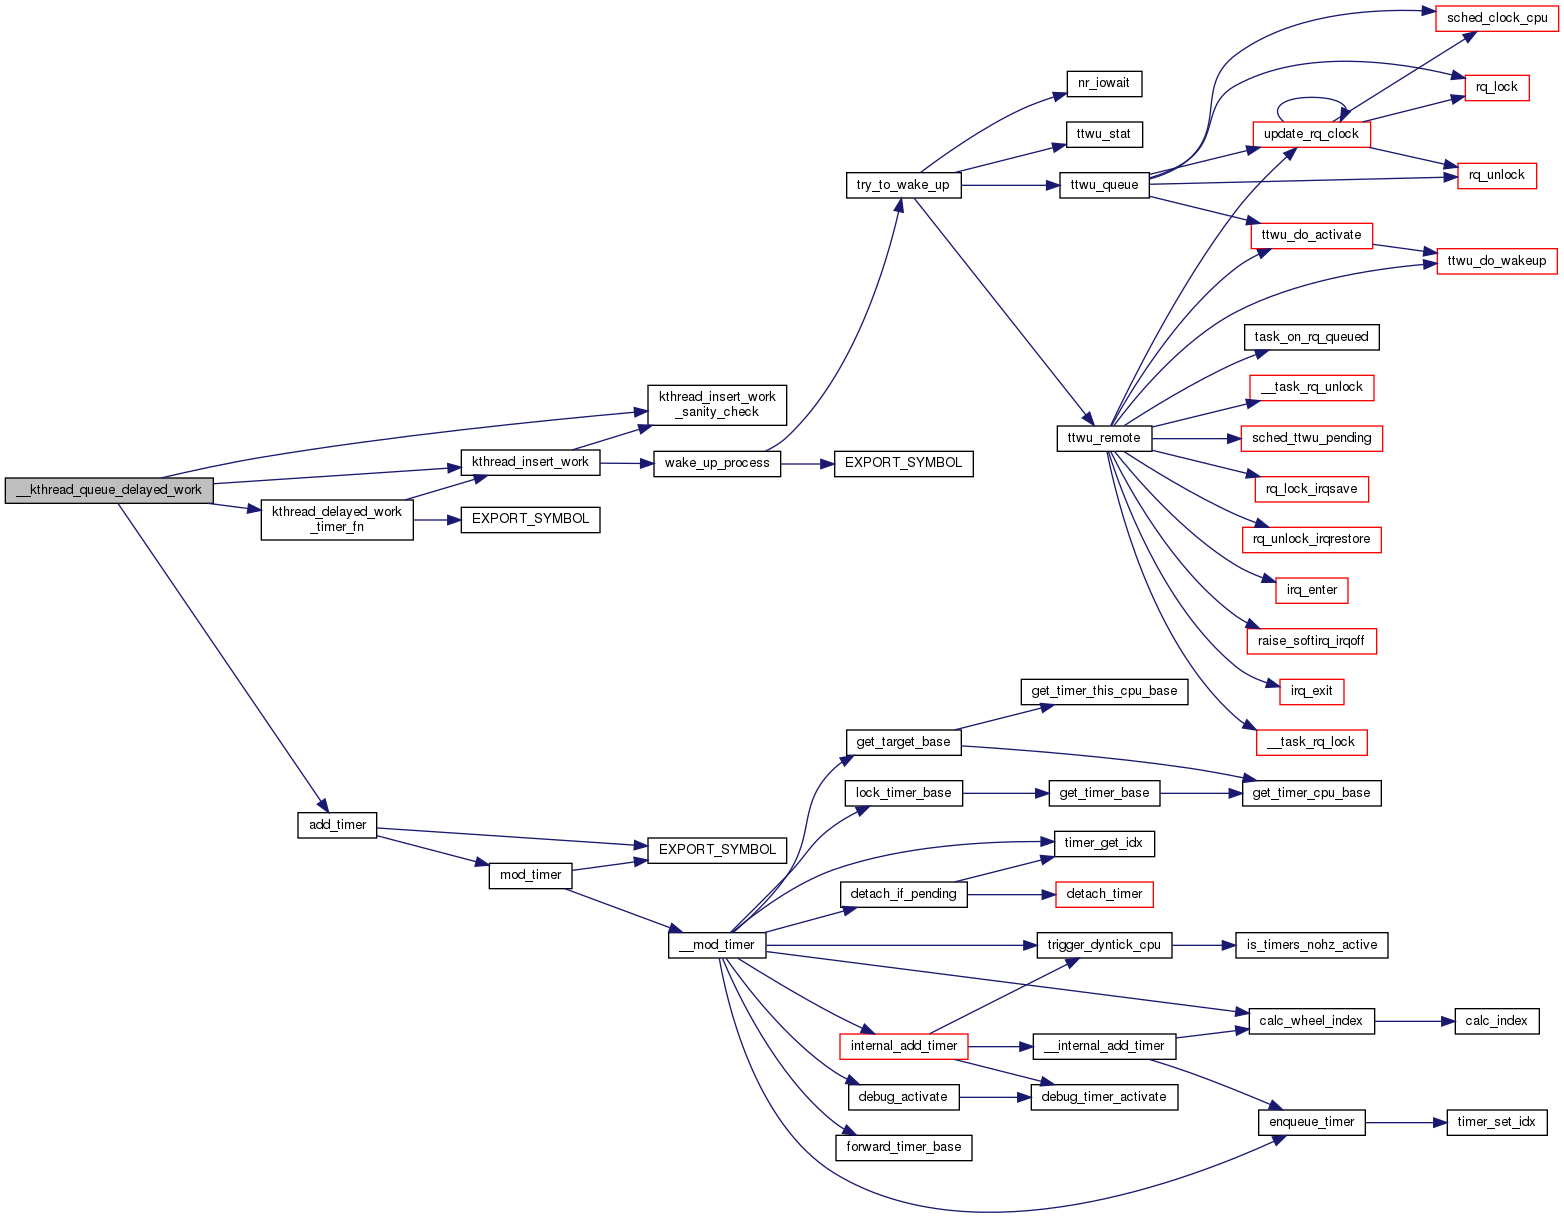 sched_clock_cpu
nr_iowait
rq_lock
ttwu_stat
update_rq_clock
try_to_wake_up
ttwu_queue
rq_unlock
ttwu_do_activate
ttwu_do_wakeup
task_on_rq_queued
__task_rq_unlock
kthread_insert_work
_sanity_check
ttwu_remote
sched_ttwu_pending
kthread_insert_work
wake_up_process
EXPORT_SYMBOL
__kthread_queue_delayed_work
rq_lock_irqsave
kthread_delayed_work
_timer_fn
EXPORT_SYMBOL
rq_unlock_irqrestore
irq_enter
raise_softirq_irqoff
get_timer_this_cpu_base
irq_exit
get_target_base
__task_rq_lock
lock_timer_base
get_timer_base
get_timer_cpu_base
add_timer
EXPORT_SYMBOL
timer_get_idx
mod_timer
detach_if_pending
detach_timer
__mod_timer
trigger_dyntick_cpu
is_timers_nohz_active
calc_wheel_index
calc_index
internal_add_timer
__internal_add_timer
debug_activate
debug_timer_activate
enqueue_timer
timer_set_idx
forward_timer_base